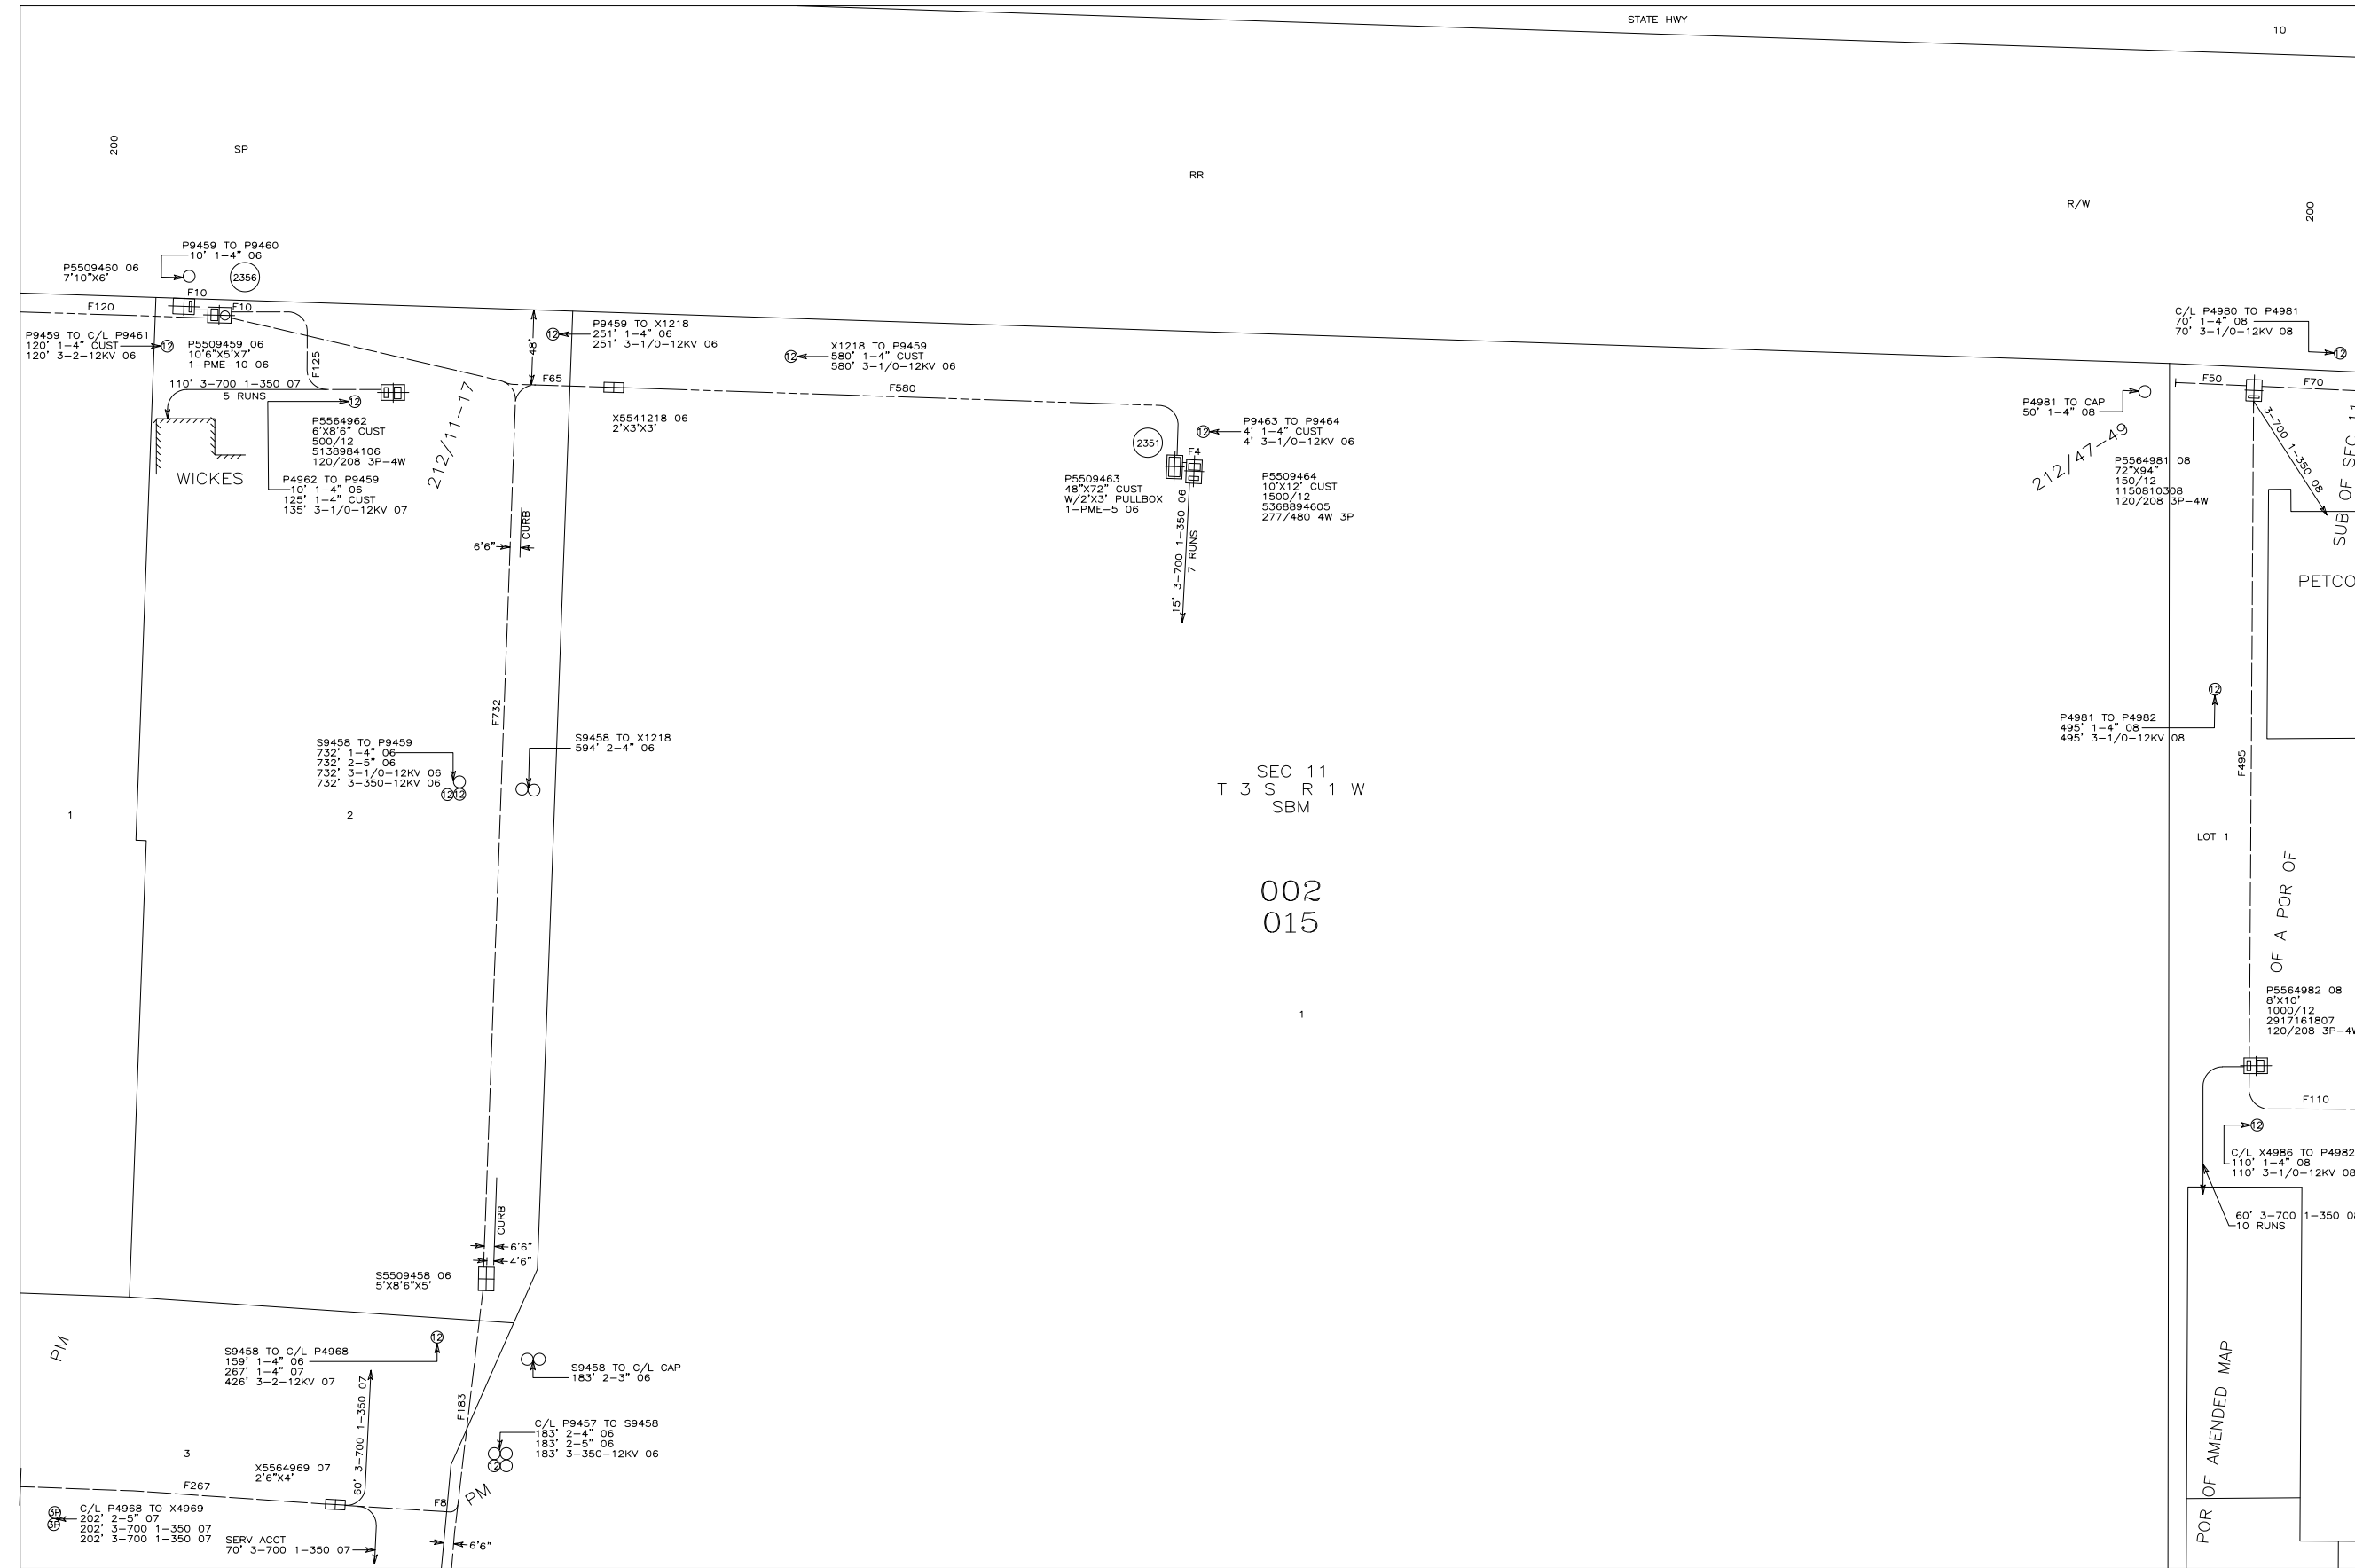 STATE HWY
10
200
SP
RR
R/W
200
P9459 TO P9460
10' 1-4" 06
P5509460 06
7'10"X6'
2356
F10
F120
F10
P9459 TO C/L P9461
120' 1-4" CUST
120' 3-2-12KV 06
12
P5509459 06
10'6"X5'X7'
1-PME-10 06
F125
110' 3-700 1-350 07
5 RUNS
12
P5564962
6'X8'6" CUST
500/12
5138984106
120/208 3P-4W
WICKES
P4962 TO P9459
10' 1-4" 06
125' 1-4" CUST
135' 3-1/0-12KV 07
212/11-17
48'
12
P9459 TO X1218
251' 1-4" 06
251' 3-1/0-12KV 06
F65
X5541218 06
2'X3'X3'
12
X1218 TO P9459
580' 1-4" CUST
580' 3-1/0-12KV 06
F580
2351
12
P9463 TO P9464
4' 1-4" CUST
4' 3-1/0-12KV 06
F4
P5509463
48"X72" CUST
W/2'X3' PULLBOX
1-PME-5 06
P5509464
10'X12' CUST
1500/12
5368894605
277/480 4W 3P
15' 3-700 1-350 06
7 RUNS
C/L P4980 TO P4981
70' 1-4" 08
70' 3-1/0-12KV 08
12
F50
F70
P4981 TO CAP
50' 1-4" 08
212/47-49
3-700 1-350 08
P5564981 08
72"X94"
150/12
1150810308
120/208 3P-4W
SUB OF SEC 11
PETCO
CURB
6'6"
F732
S9458 TO P9459
732' 1-4" 06
732' 2-5" 06
732' 3-1/0-12KV 06
732' 3-350-12KV 06
12
12
S9458 TO X1218
594' 2-4" 06
12
P4981 TO P4982
495' 1-4" 08
495' 3-1/0-12KV 08
F495
SEC 11
T 3 S R 1 W
SBM
1
2
LOT 1
002
015
OF A POR OF
1
P5564982 08
8'X10'
1000/12
2917161807
120/208 3P-4W
F110
12
C/L X4986 TO P4982
110' 1-4" 08
110' 3-1/0-12KV 08
60' 3-700 1-350 08
10 RUNS
CURB
6'6"
4'6"
S5509458 06
5'X8'6"X5'
PM
12
S9458 TO C/L P4968
159' 1-4" 06
267' 1-4" 07
426' 3-2-12KV 07
S9458 TO C/L CAP
183' 2-3" 06
F183
60' 3-700 1-350 07
C/L P9457 TO S9458
183' 2-4" 06
183' 2-5" 06
183' 3-350-12KV 06
12
3
X5564969 07
2'6"X4'
F267
F8
PM
3P
3P
C/L P4968 TO X4969
202' 2-5" 07
202' 3-700 1-350 07
202' 3-700 1-350 07
SERV ACCT
70' 3-700 1-350 07
6'6"
POR OF AMENDED MAP